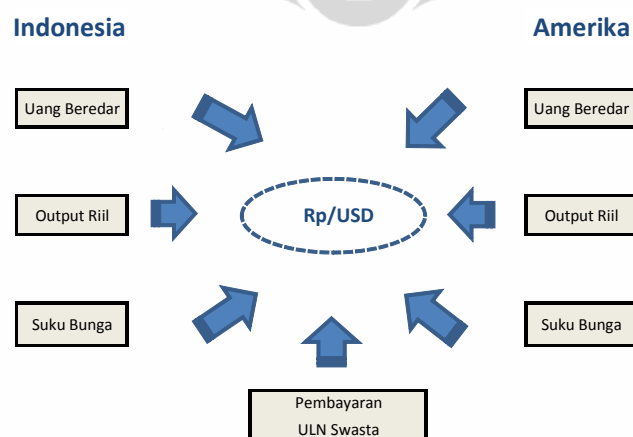 Indonesia
Amerika
Uang Beredar
Uang Beredar
Output Riil
Rp/USD
Output Riil
Suku Bunga
Suku Bunga
Pembayaran
ULN Swasta